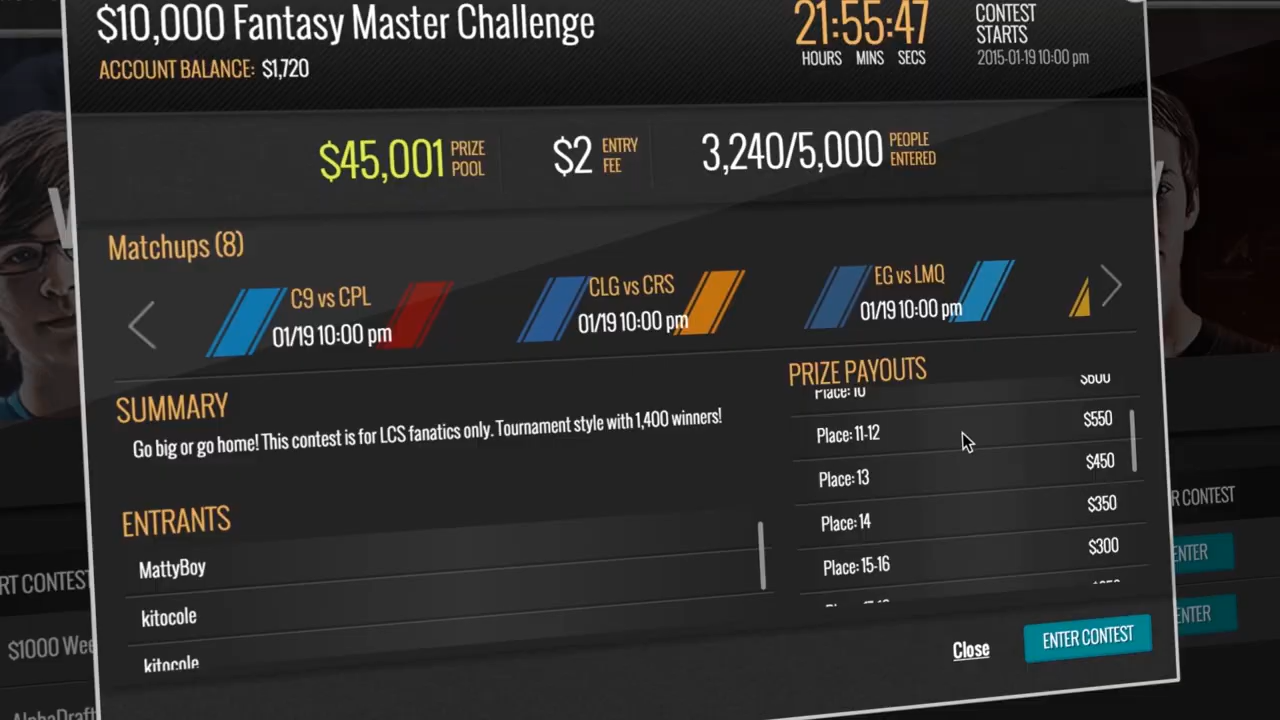 $10,000 Fantasy Master Challenge
ACCOUNT BALANCE: $1,720
21:55:47
HOURS MINS SECS
CONTEST
STARTS
2015-01-19 10:00 pm
$45,001 PRIZE POOL
$2 ENTRY FEE
3,240/5,000 PEOPLE ENTERED
Matchups (8)
C9 vs CPL
01/19 10:00 pm
CLG vs CRS
01/19 10:00 pm
EG vs LMQ
01/19 10:00 pm
SUMMARY
Go big or go home! This contest is for LCS fanatics only. Tournament style with 1,400 winners!
ENTRANTS
MattyBoy
kitocole
kitocole
PRIZE PAYOUTS
Place: 10 $600
Place: 11-12 $550
Place: 13 $450
Place: 14 $350
Place: 15-16 $300
Close
ENTER CONTEST
RT CONTEST
$1000 Wee
AlphaDraft
R CONTEST
ENTER
ENTER